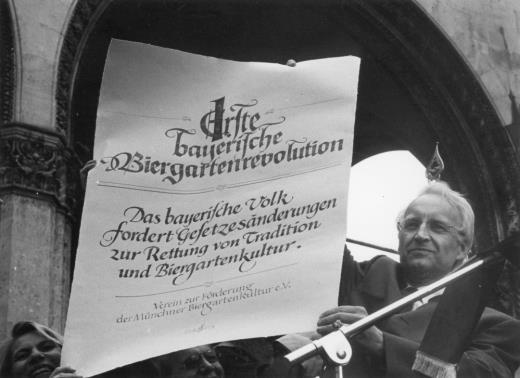 Erste
bayerische
Biergartenrevolution
Das bayerische Volk
fordert Gesetzesänderungen
zur Rettung von Tradition
und Biergartenkultur.
Verein zur Förderung
der Münchner Biergartenkultur e.V.